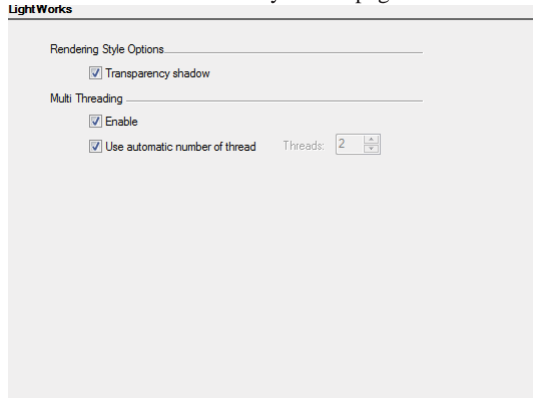 LightWorks
Rendering Style Options
Transparency shadow
Multi Threading
Enable
Use automatic number of thread Threads: 2